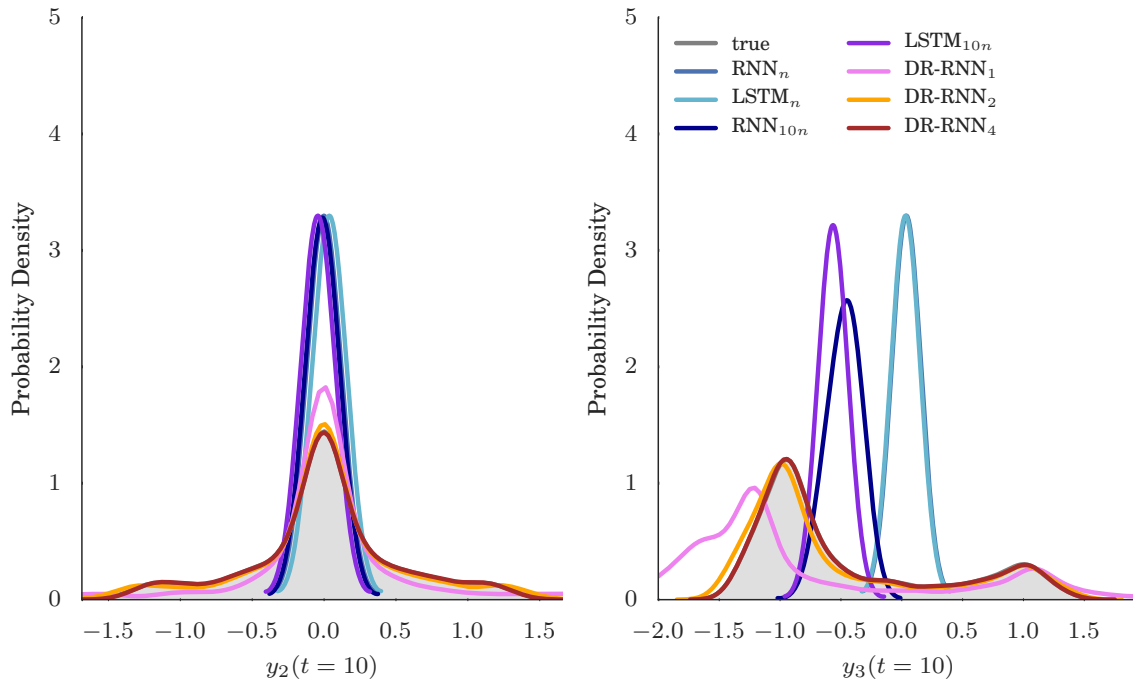 5
4
3
2
1
0
Probability Density
−1.5 −1.0 −0.5 0.0 0.5 1.0 1.5
y₂(t = 10)
5
4
3
2
1
0
Probability Density
−2.0 −1.5 −1.0 −0.5 0.0 0.5 1.0 1.5
y₃(t = 10)
true
RNNₙ
LSTMₙ
RNN₁₀ₙ
LSTM₁₀ₙ
DR-RNN₁
DR-RNN₂
DR-RNN₄